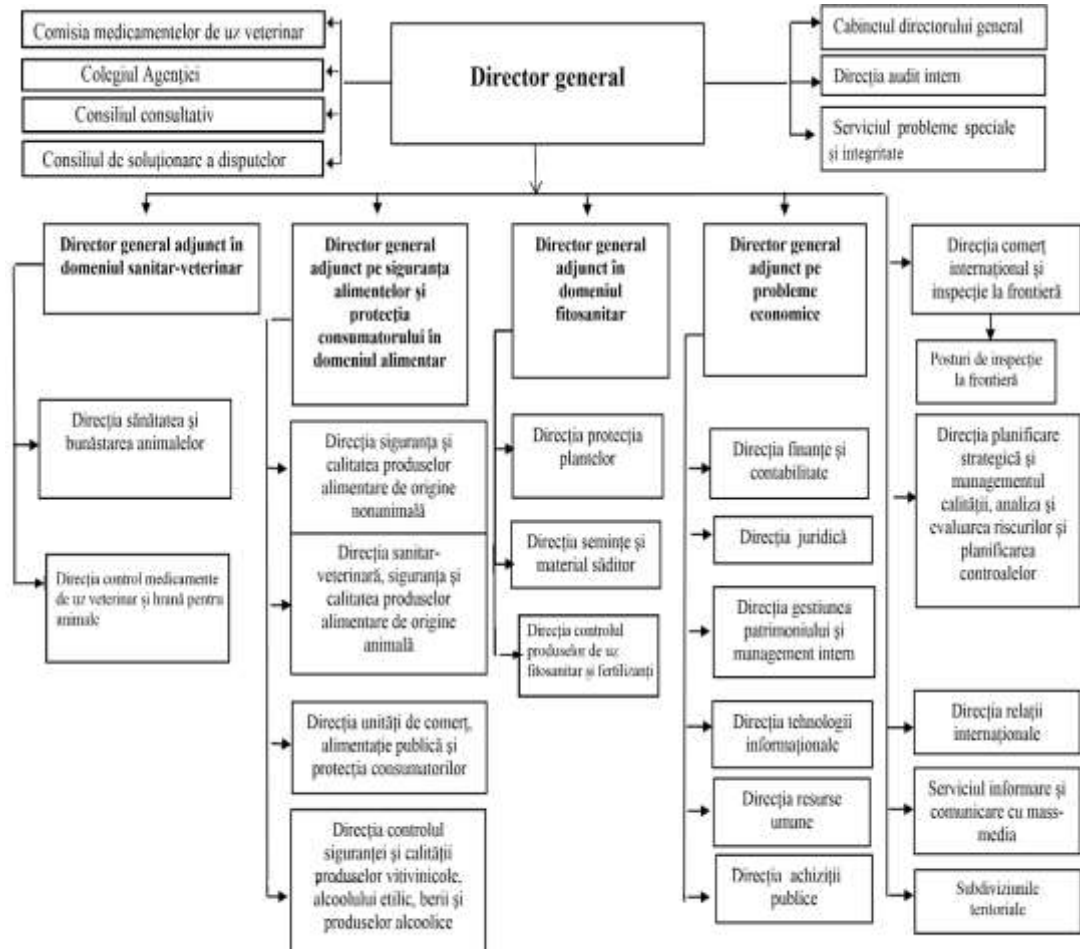 Comisia medicamentelor de uz veterinar
Colegiul Agenției
Consiliul consultativ
Consiliul de soluționare a disputelor
Director general
Cabinetul directorului general
Direcția audit intern
Serviciul probleme speciale
și integritate
Director general adjunct în
domeniul sanitar-veterinar
Direcția sănătatea și
bunăstarea animalelor
Direcția control medicamente
de uz veterinar și hrană pentru
animale
Director general
adjunct pe siguranța
alimentelor și
protecția
consumatorului în
domeniul alimentar
Direcția siguranța și
calitatea produselor
alimentare de origine
nonanimală
Direcția sanitar-
veterinară, siguranța și
calitatea produselor
alimentare de origine
animală
Direcția unități de comerț,
alimentație publică și
protecția consumatorilor
Direcția controlul
siguranței și calității
produselor vitivinicole,
alcoolului etilic, berii și
produselor alcoolice
Director general
adjunct în
domeniul
fitosanitar
Direcția protecția
plantelor
Direcția semințe și
material săditor
Direcția controlul
produselor de uz
fitosanitar și fertilizanți
Director general
adjunct pe
probleme
economice
Direcția finanțe și
contabilitate
Direcția juridică
Direcția gestiunea
patrimoniului și
management intern
Direcția tehnologii
informaționale
Direcția resurse
umane
Direcția achiziții
publice
Direcția comerț
internațional și
inspecție la frontieră
Posturi de inspecție
la frontieră
Direcția planificare
strategică și
managementul
calității, analiza și
evaluarea riscurilor și
planificarea
controalelor
Direcția relații
internaționale
Serviciul informare și
comunicare cu mass-
media
Subdiviziunile
teritoriale